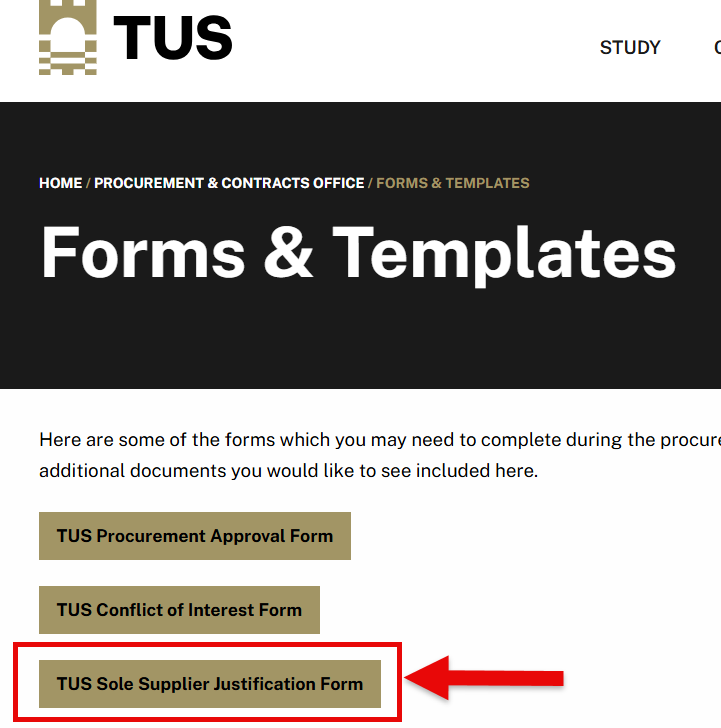 TUS
STUDY
HOME / PROCUREMENT & CONTRACTS OFFICE / FORMS & TEMPLATES
Forms & Templates
Here are some of the forms which you may need to complete during the
additional documents you would like to see included here.
TUS Procurement Approval Form
TUS Conflict of Interest Form
TUS Sole Supplier Justification Form